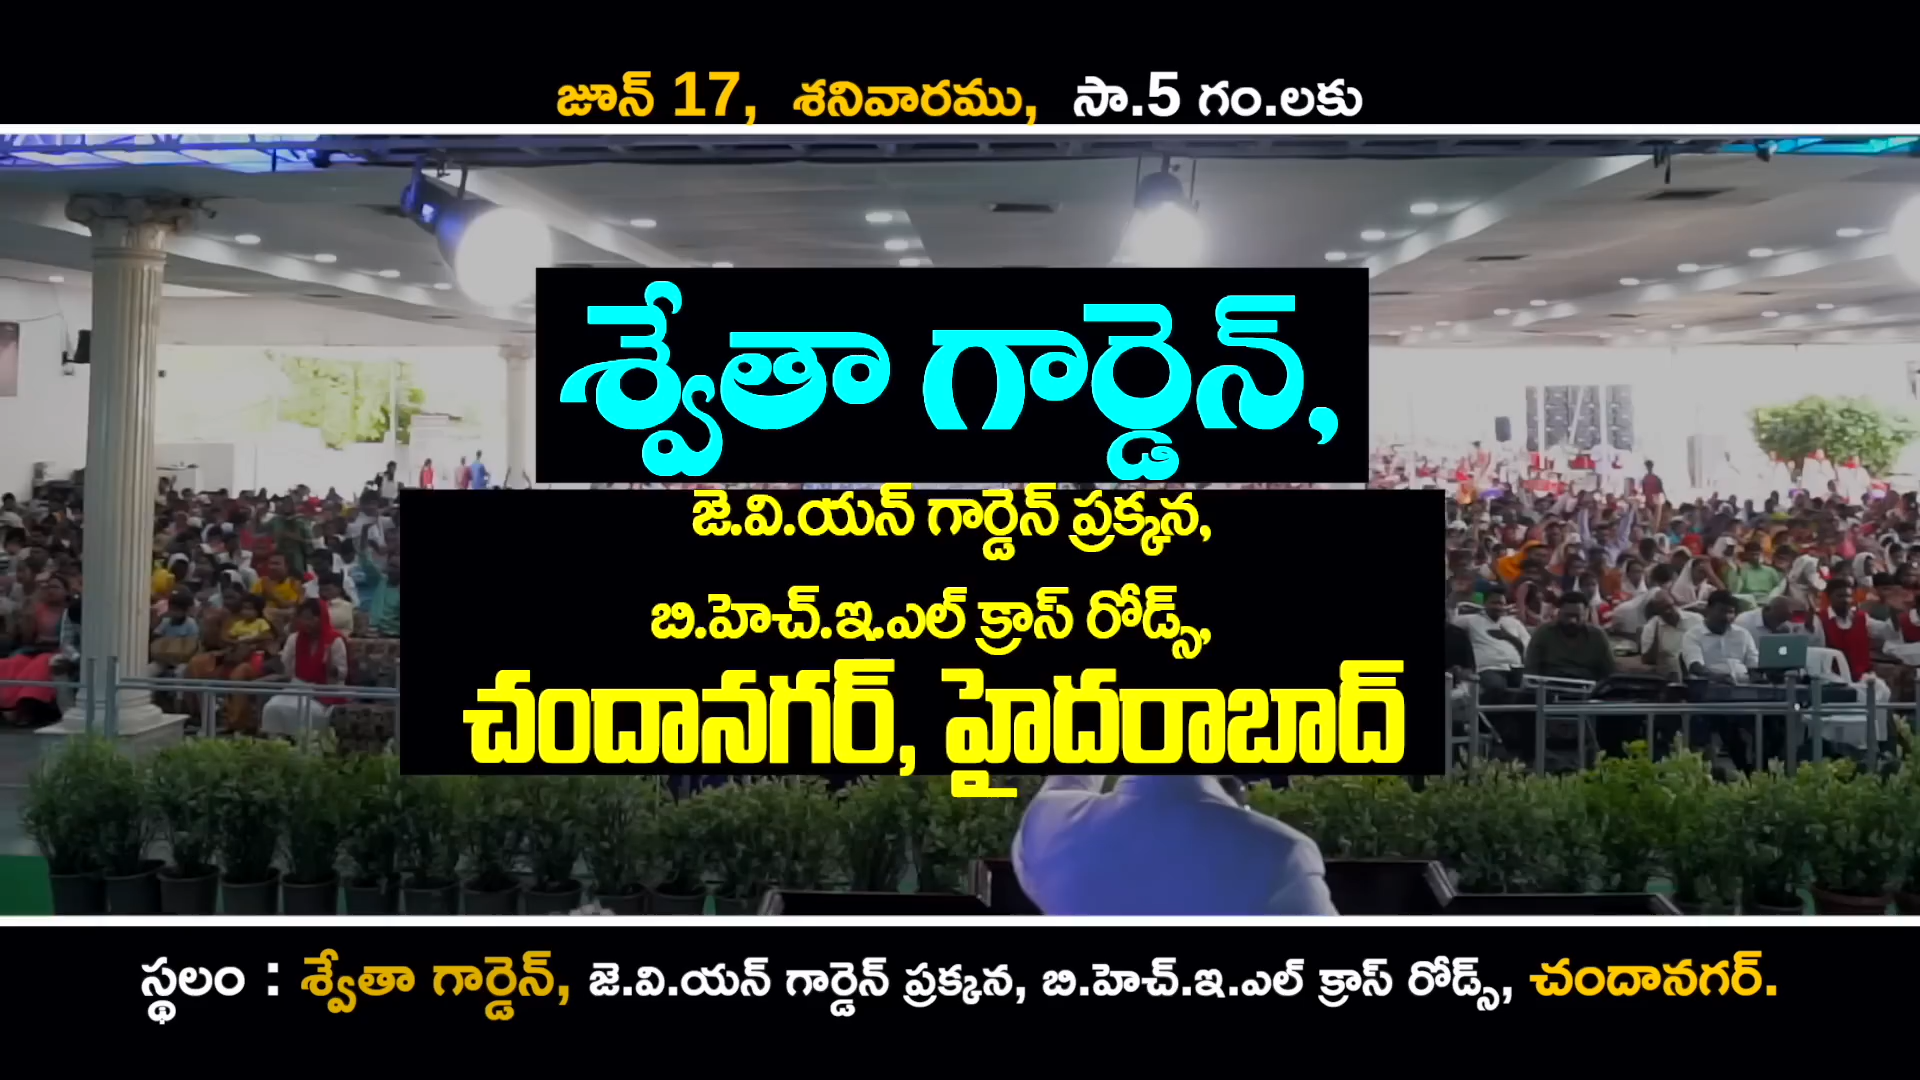 జూన్ 17, శనివారము, సా.5 గం.లకు
శ్వేతా గార్డెన్,
జె.వి.యన్ గార్డెన్ ప్రక్కన,
బి.హెచ్.ఇ.ఎల్ క్రాస్ రోడ్స్,
చందానగర్, హైదరాబాద్
స్థలం : శ్వేతా గార్డెన్, జె.వి.యన్ గార్డెన్ ప్రక్కన, బి.హెచ్.ఇ.ఎల్ క్రాస్ రోడ్స్, చందానగర్.